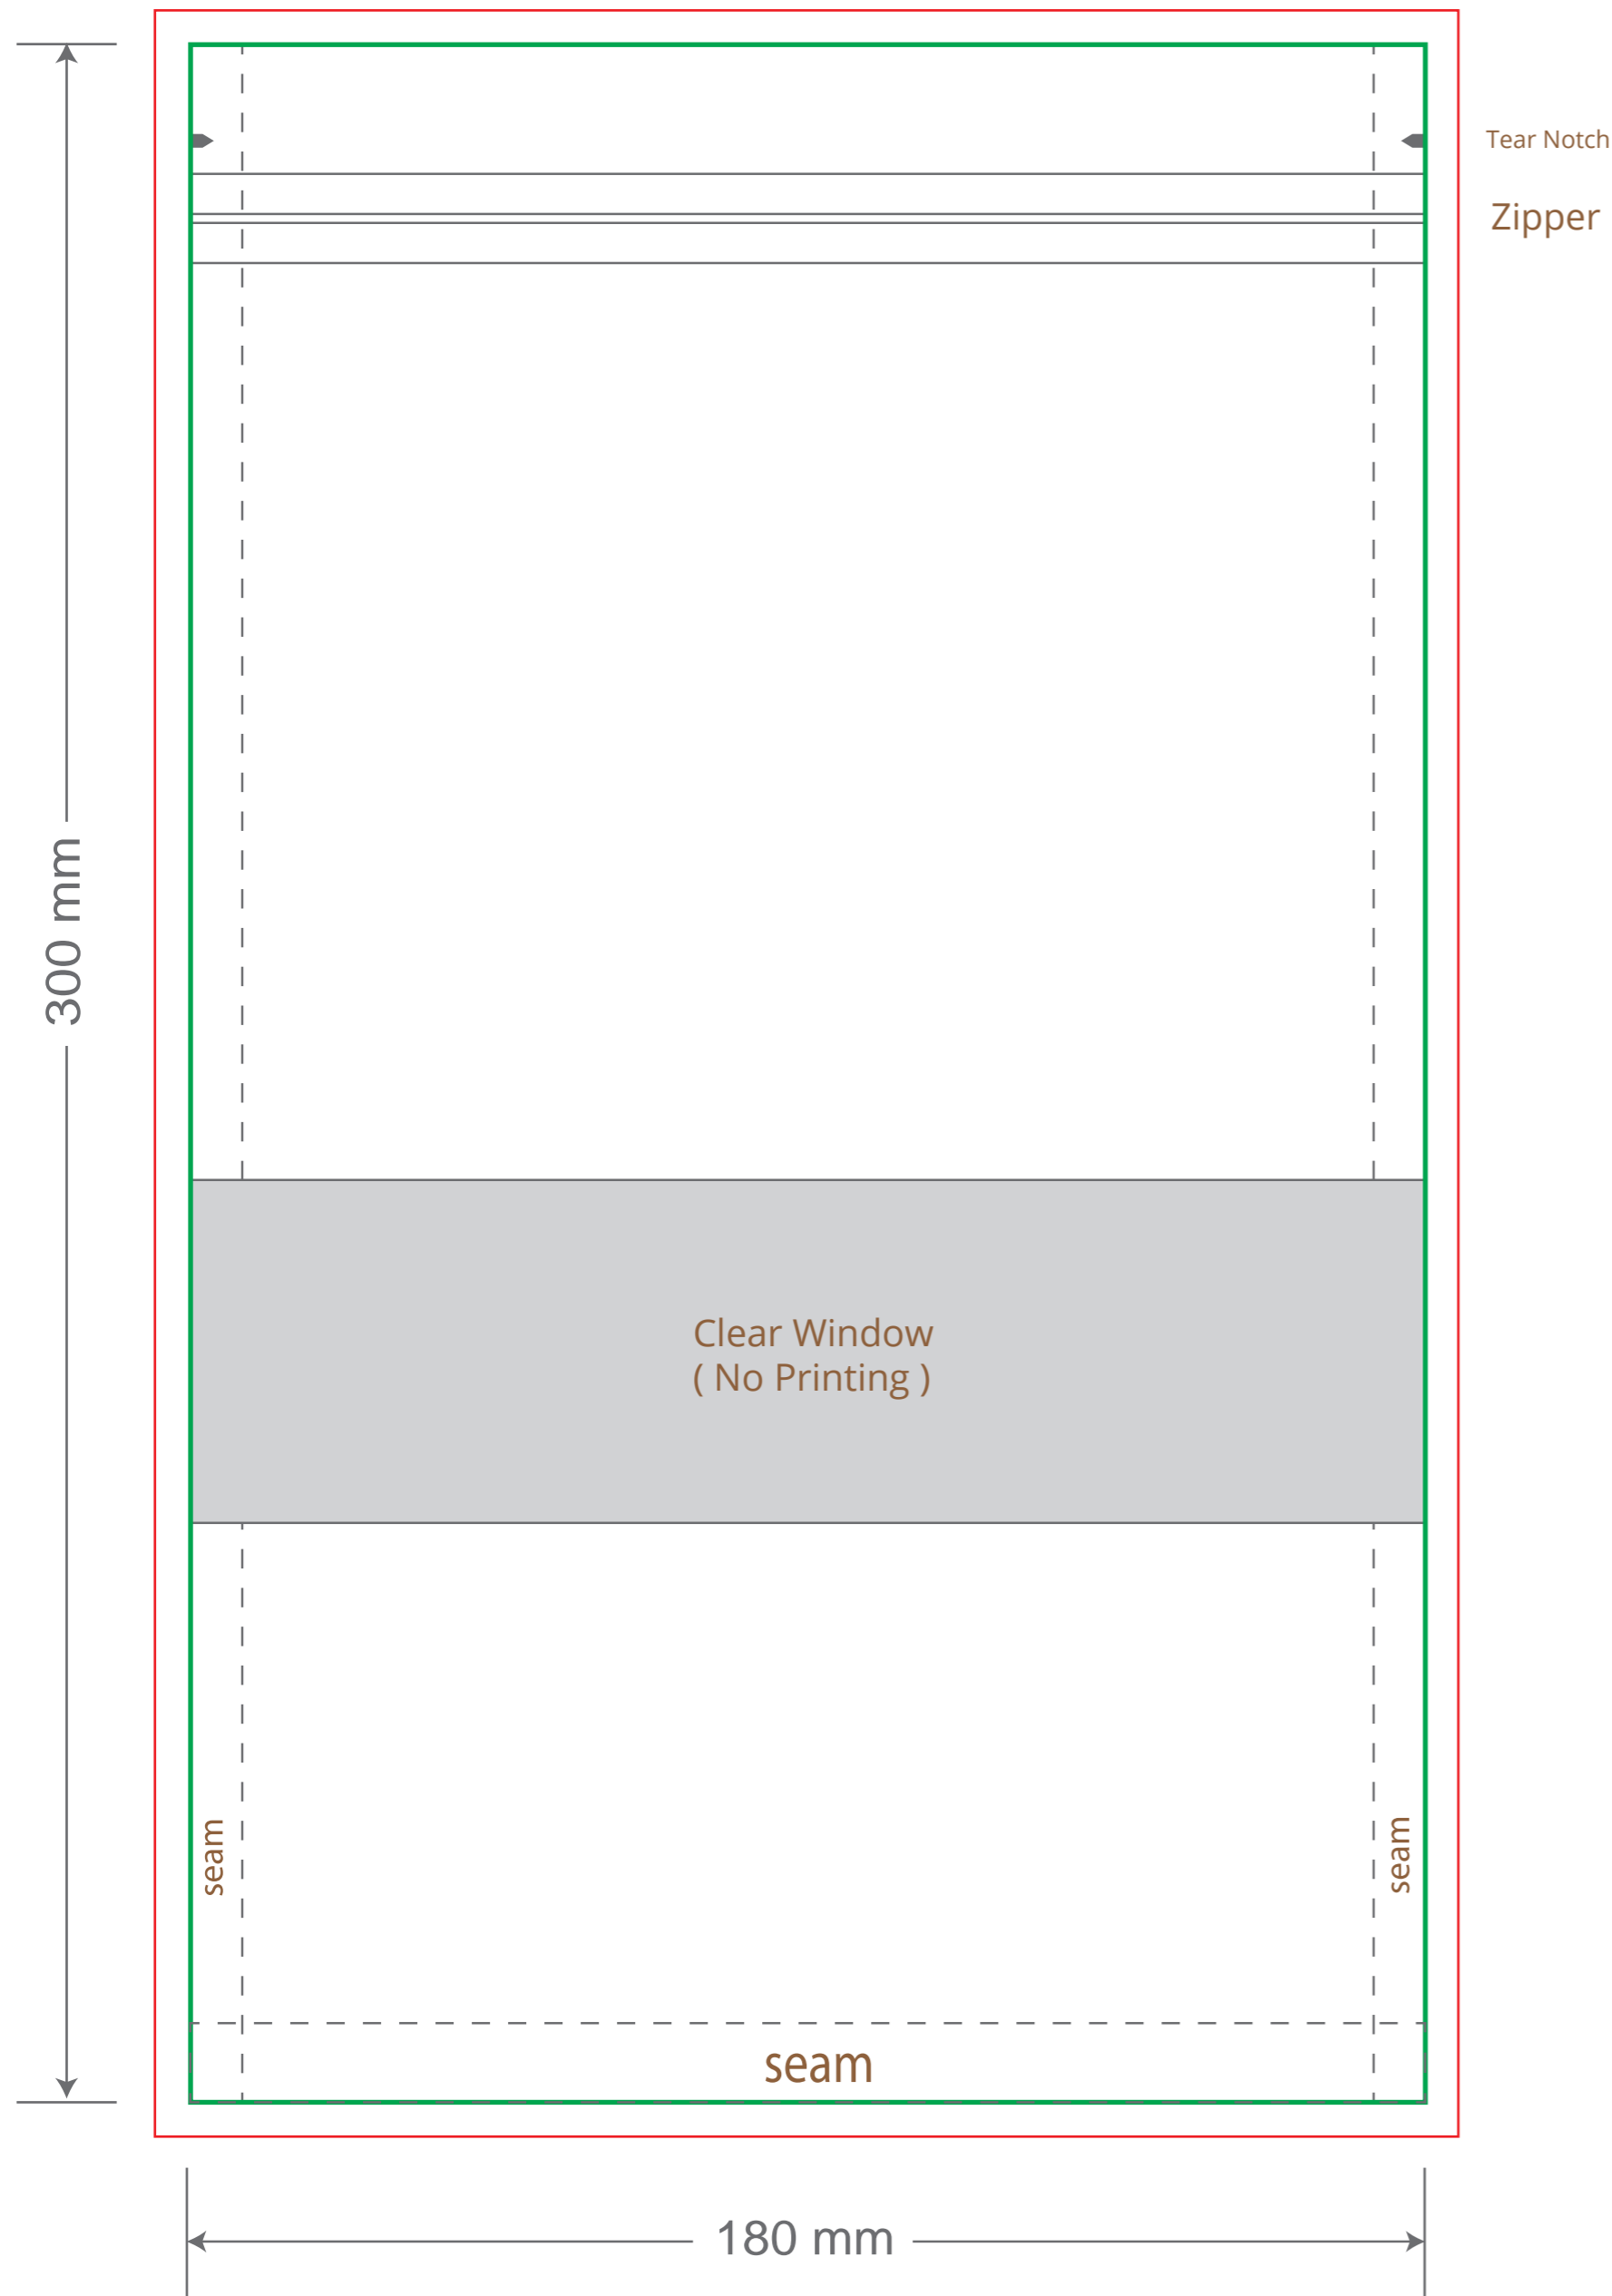 Tear Notch
Zipper
300 mm
Clear Window
( No Printing )
seam
seam
seam
180 mm